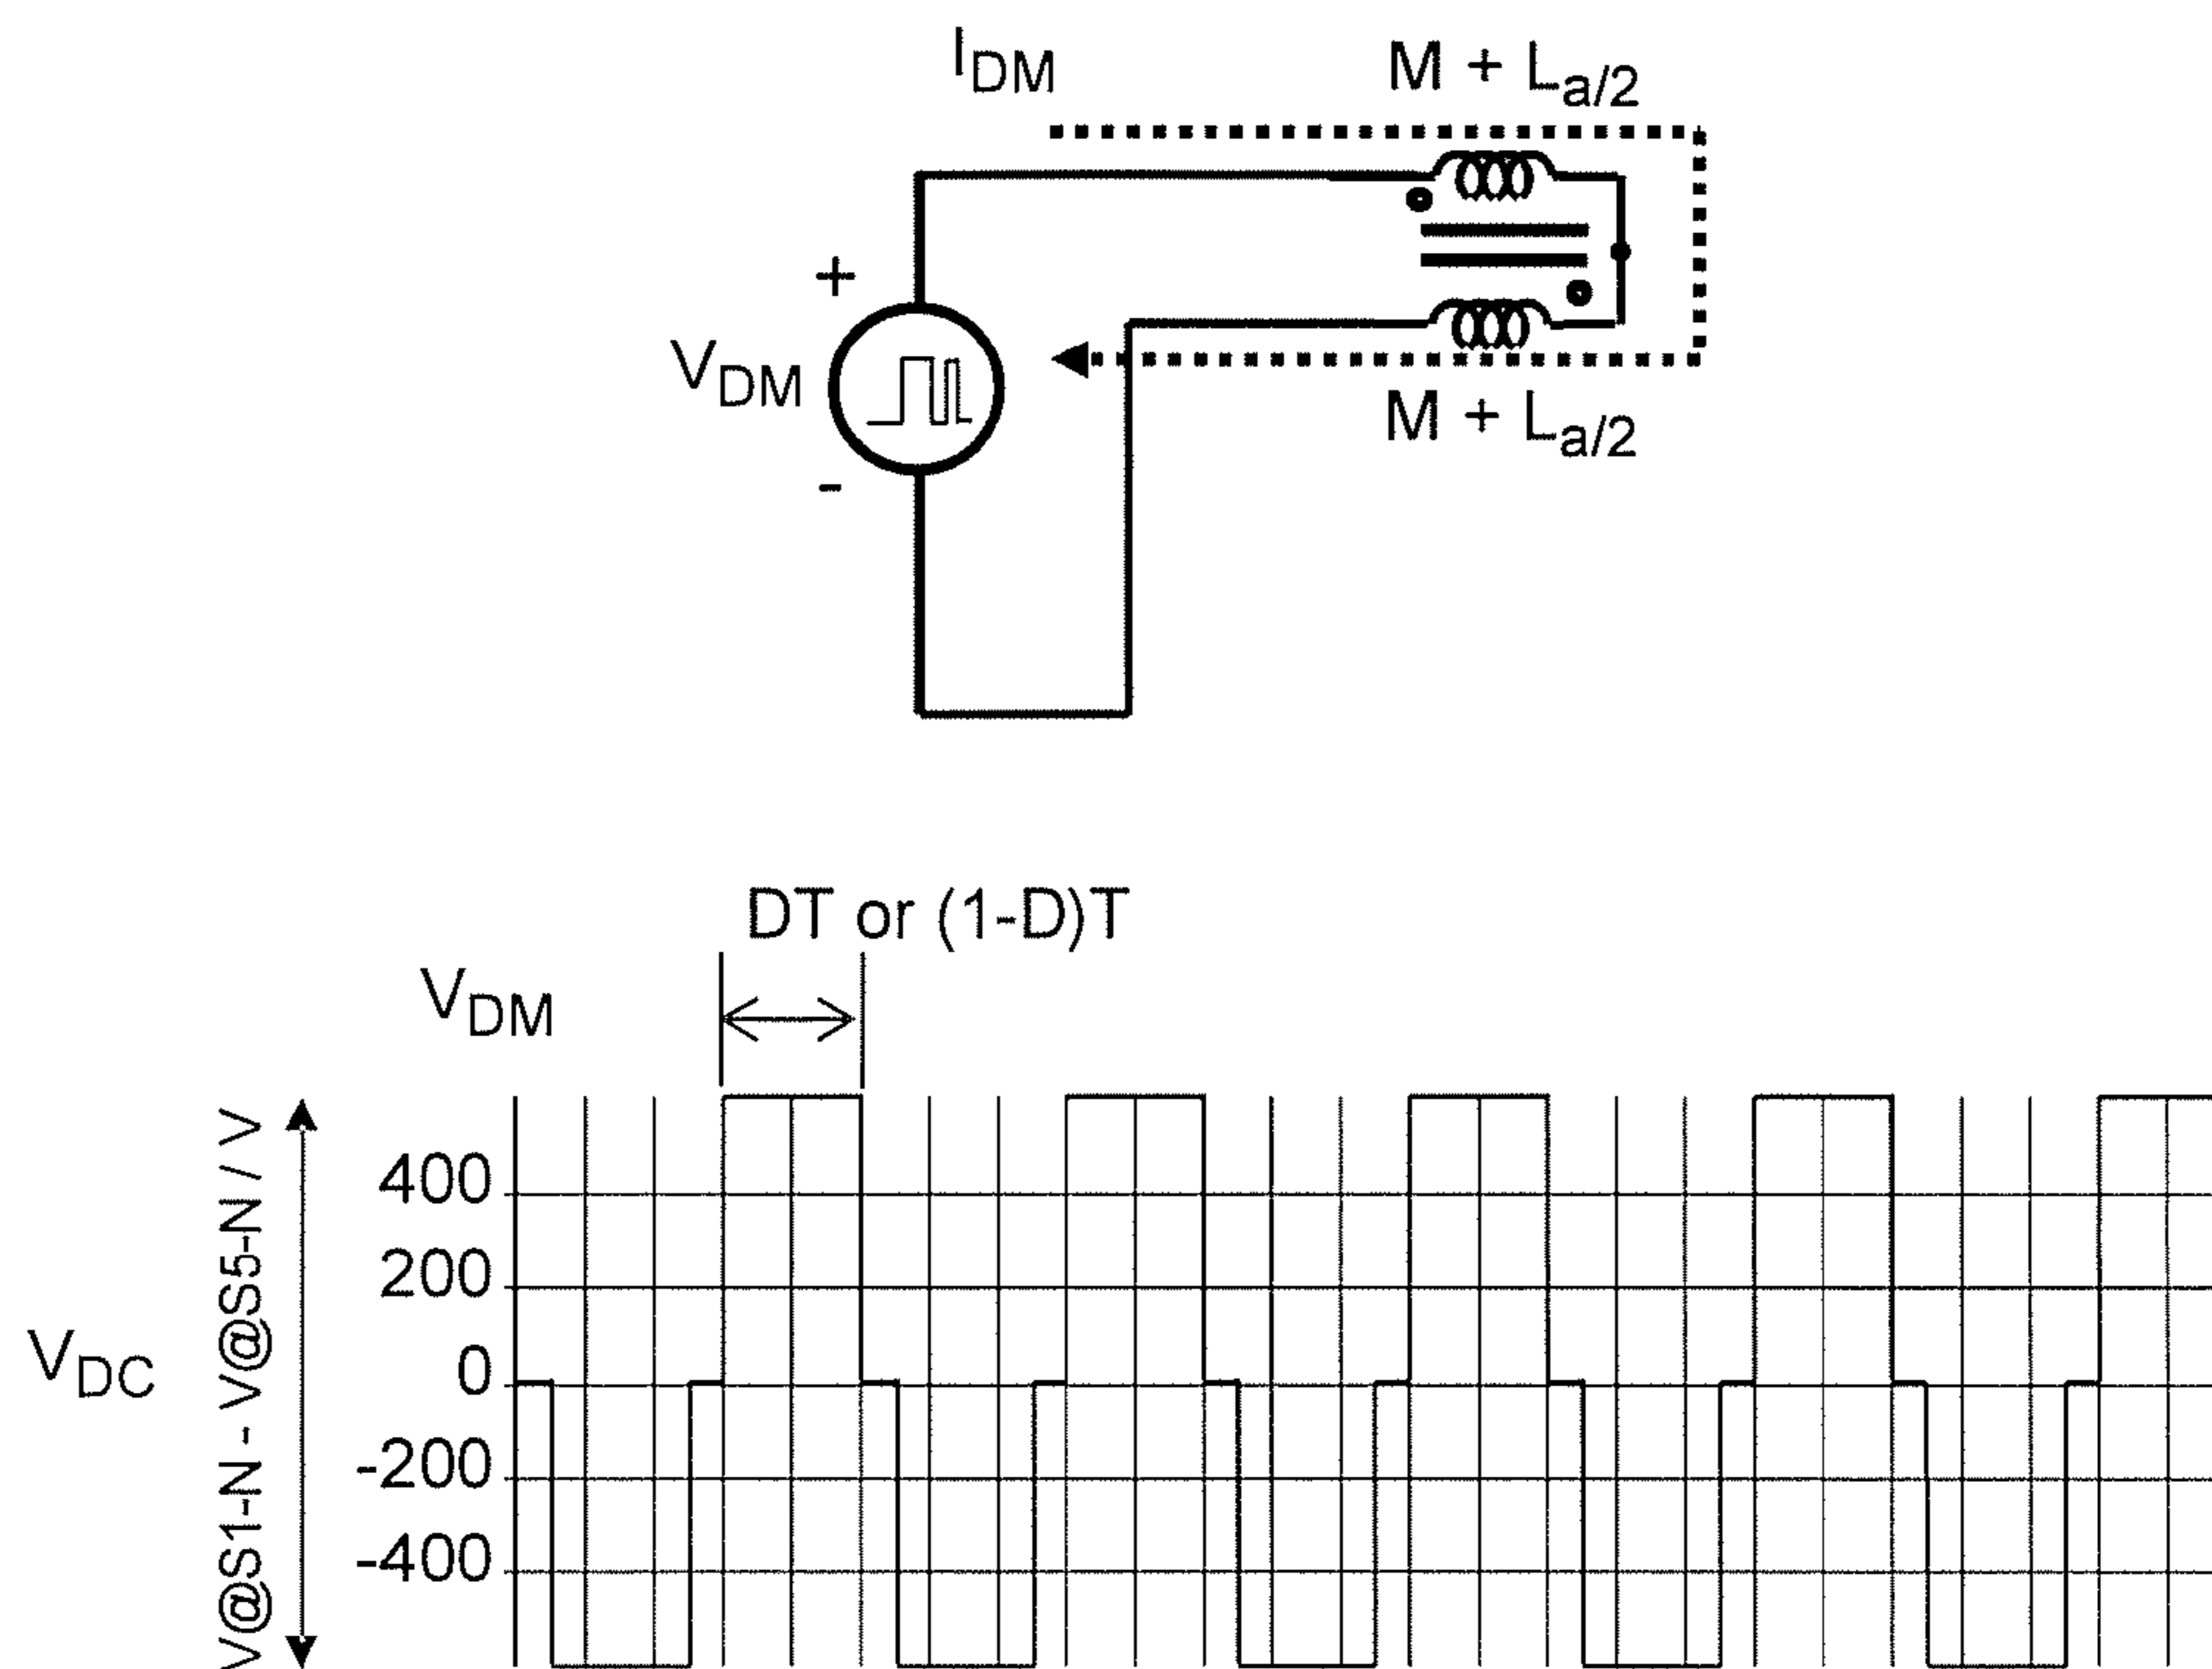 I_DM
M + L_a/2
+
V_DM
-
M + L_a/2
DT or (1-D)T
V_DM
400
200
0
-200
-400
V_DC
V@S1-N - V@S5-N / V